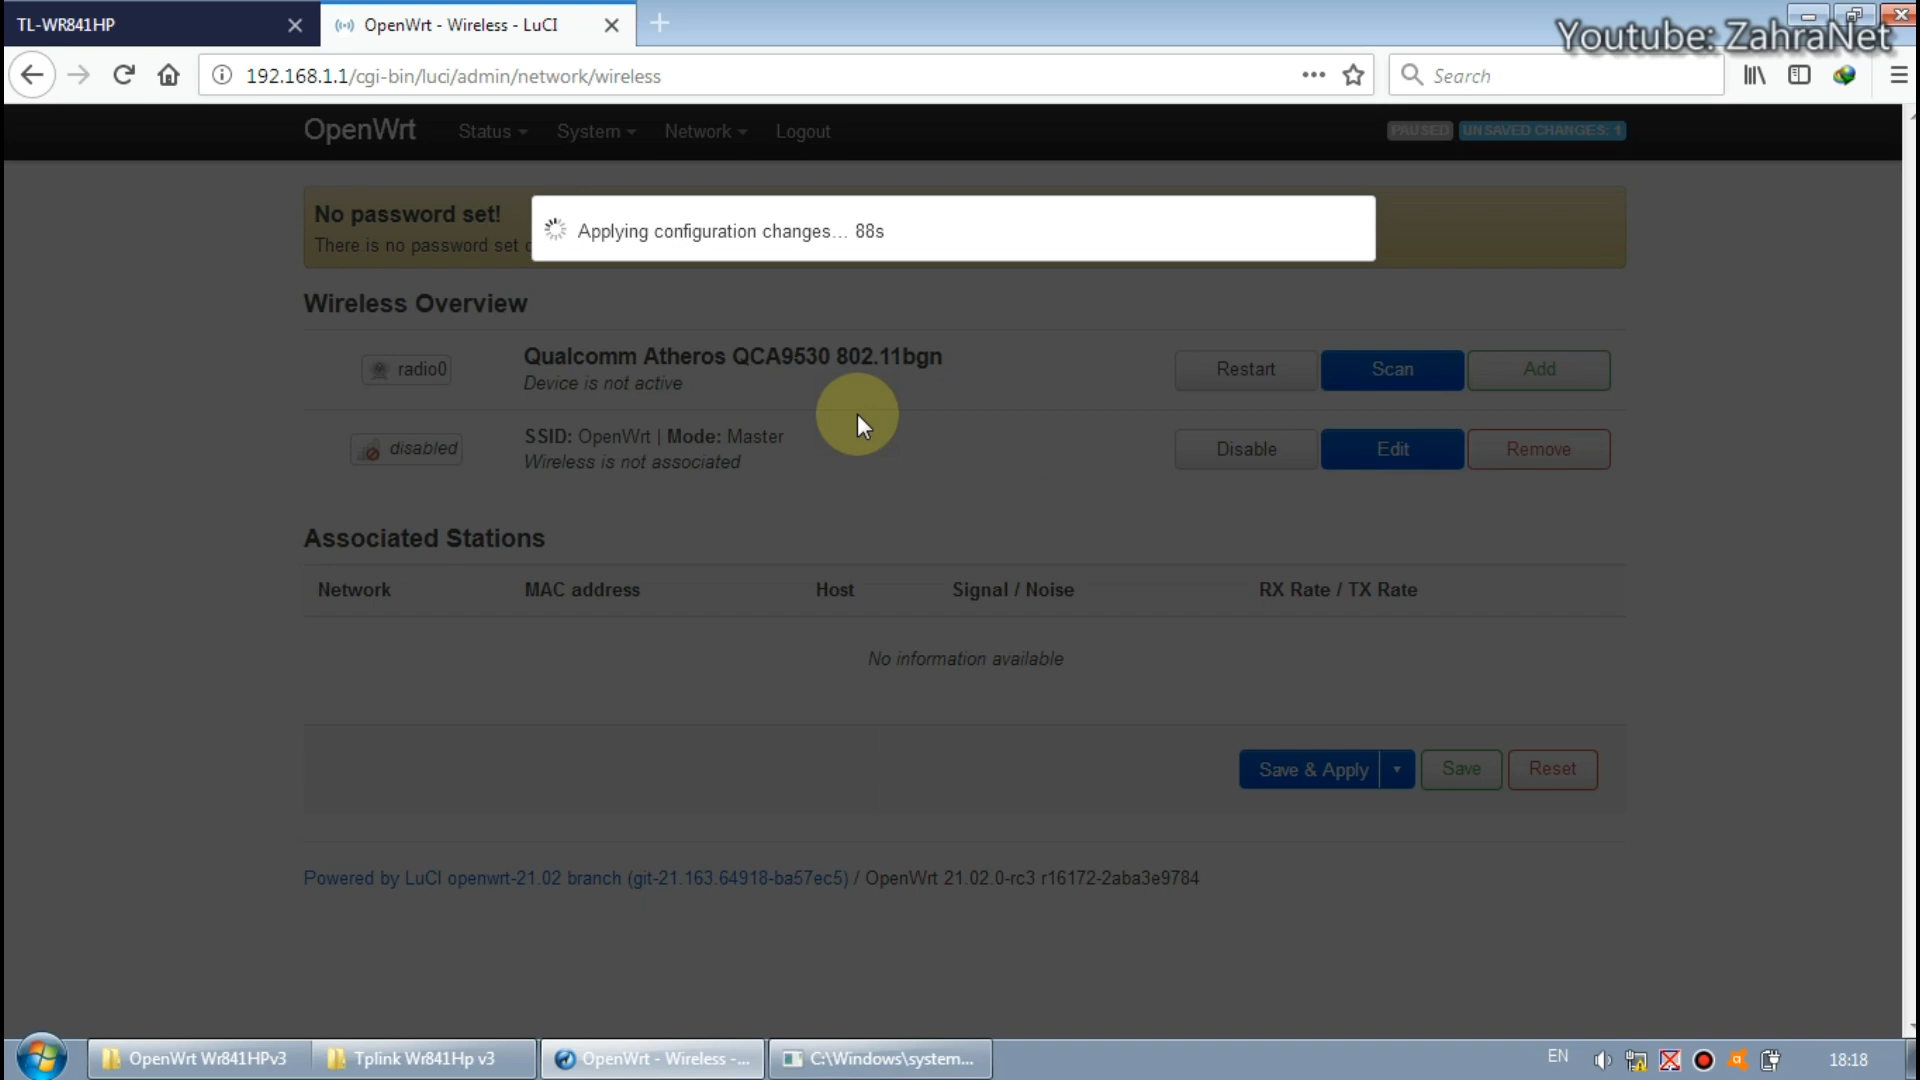 TL-WR841HP
OpenWrt - Wireless - LuCI
Youtube: ZahraNet
192.168.1.1/cgi-bin/luci/admin/network/wireless
Search
OpenWrt
Status
System
Network
Logout
PAUSED
UNSAVED CHANGES: 1
No password set!
There is no password set
Applying configuration changes... 88s
Wireless Overview
radio0
Qualcomm Atheros QCA9530 802.11bgn
Device is not active
Restart
Scan
Add
disabled
SSID: OpenWrt | Mode: Master
Wireless is not associated
Disable
Edit
Remove
Associated Stations
Network
MAC address
Host
Signal / Noise
RX Rate / TX Rate
No information available
Save & Apply
Save
Reset
Powered by LuCI openwrt-21.02 branch (git-21.163.64918-ba57ec5) / OpenWrt 21.02.0-rc3 r16172-2aba3e9784
OpenWrt Wr841HPv3
Tplink Wr841Hp v3
OpenWrt - Wireless -...
C:\Windows\system...
EN
18:18